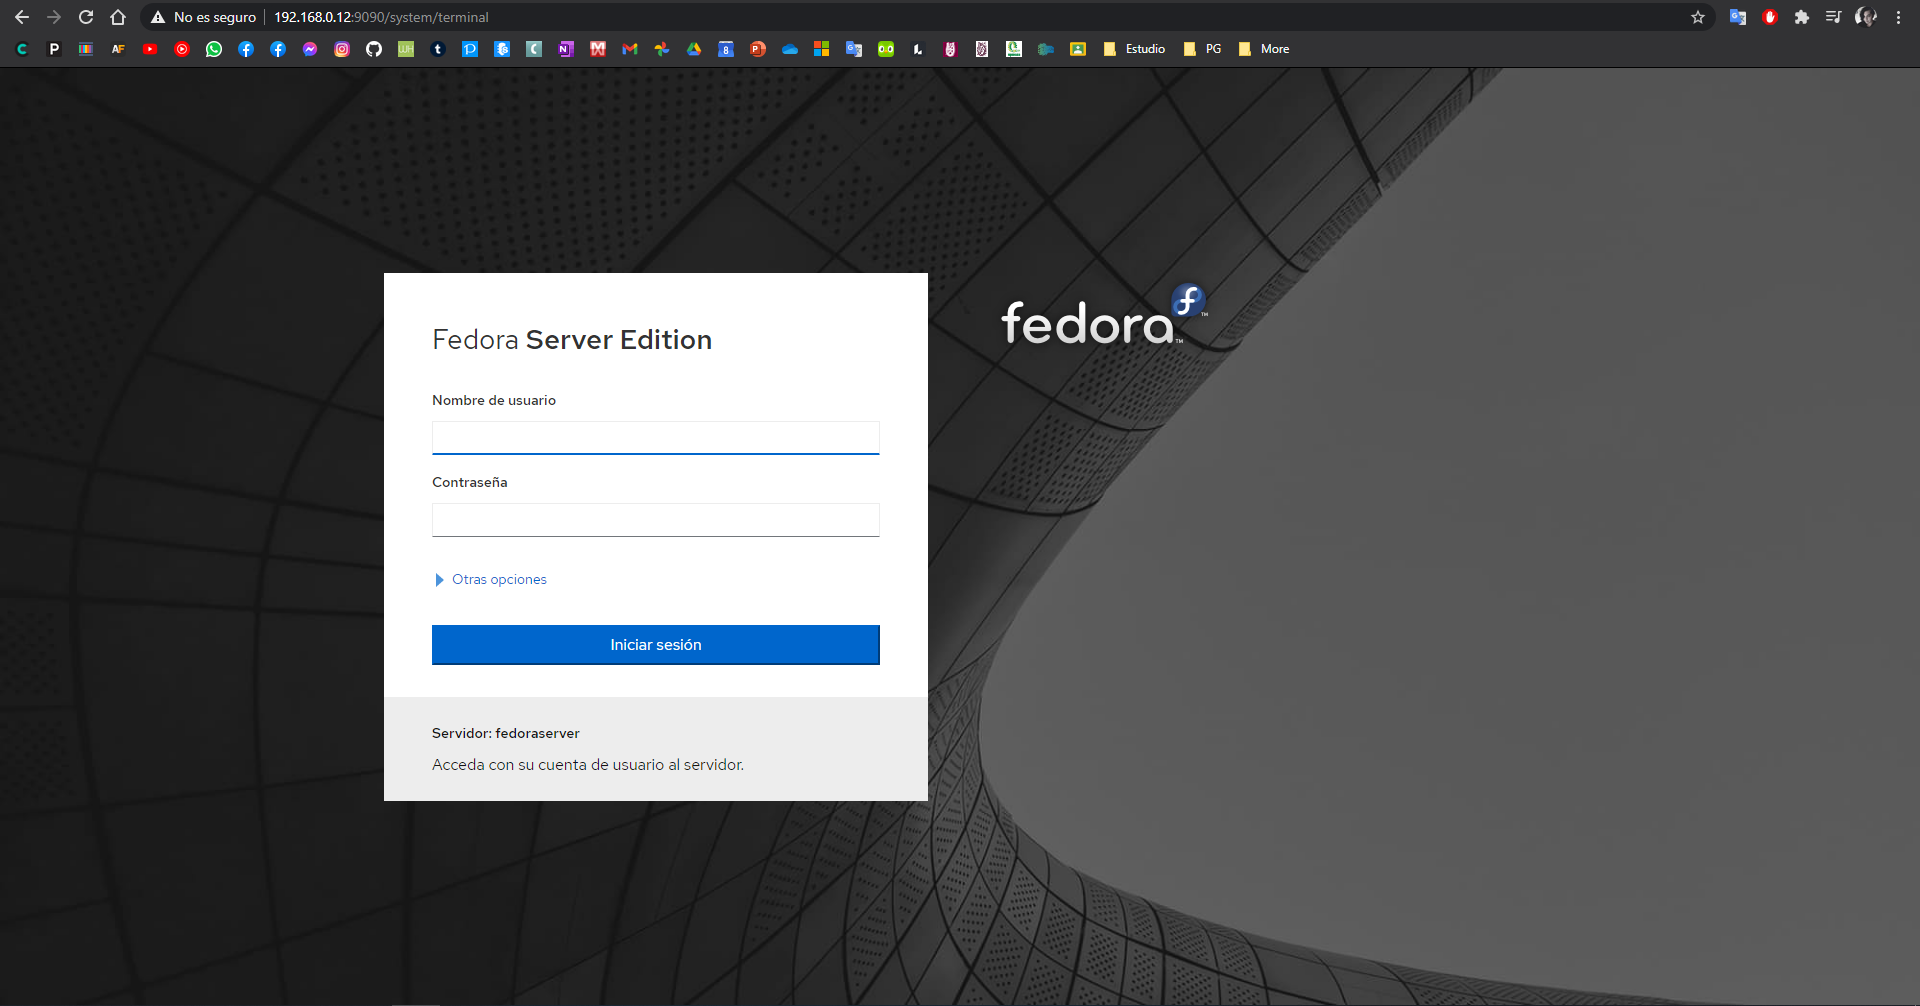 No es seguro
192.168.0.12:9090/system/terminal
Estudio
PG
More
Fedora Server Edition
Nombre de usuario
Contraseña
Otras opciones
Iniciar sesión
Servidor: fedoraserver
Acceda con su cuenta de usuario al servidor.
fedora